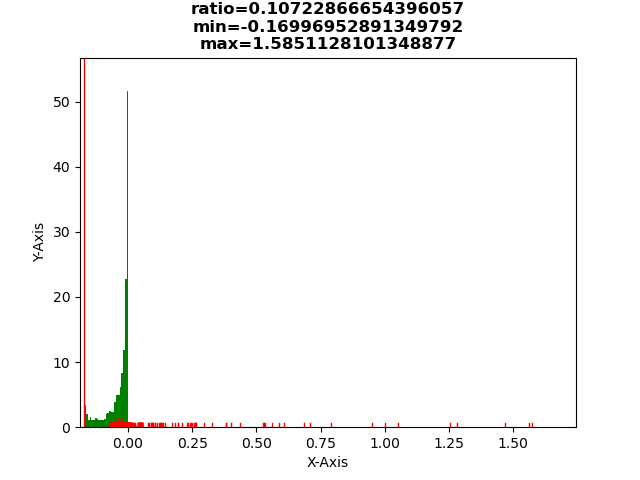 ratio=0.10722866654396057
min=-0.16996952891349792
max=1.5851128101348877
50
40
30
20
10
0
Y-Axis
0.00 0.25 0.50 0.75 1.00 1.25 1.50
X-Axis